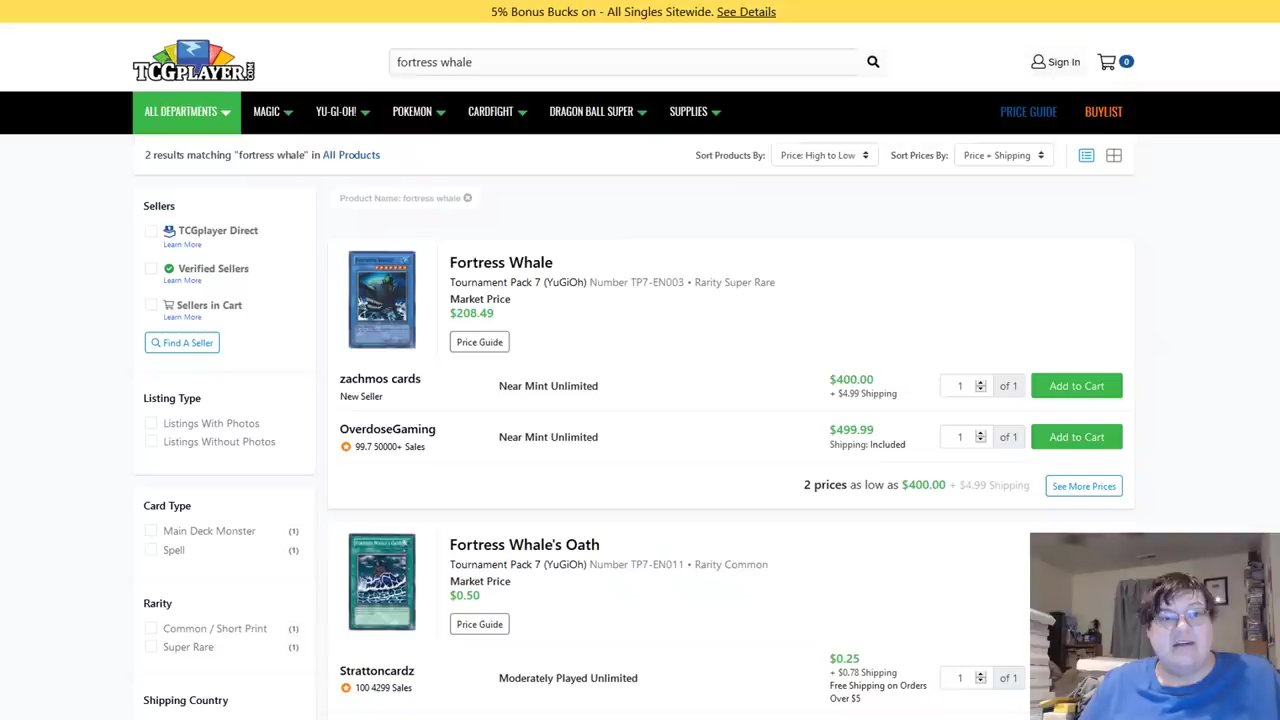 5% Bonus Bucks on - All Singles Sitewide. See Details
TCGPLAYER.COM
fortress whale
Sign In
0
ALL DEPARTMENTS
MAGIC
YU-GI-OH!
POKEMON
CARDFIGHT
DRAGON BALL SUPER
SUPPLIES
PRICE GUIDE
BUYLIST
2 results matching "fortress whale" in All Products
Sort Products By:
Price: High to Low
Sort Prices By:
Price + Shipping
Product Name: fortress whale
Sellers
TCGplayer Direct
Learn More
Verified Sellers
Learn More
Sellers in Cart
Learn More
Find A Seller
Listing Type
Listings With Photos
Listings Without Photos
Card Type
Main Deck Monster (1)
Spell (1)
Rarity
Common / Short Print (1)
Super Rare (1)
Shipping Country
Fortress Whale
Tournament Pack 7 (YuGiOh) Number TP7-EN003 • Rarity Super Rare
Market Price
$208.49
Price Guide
zachmos cards
New Seller
Near Mint Unlimited
$400.00
+ $4.99 Shipping
1
of 1
Add to Cart
OverdoseGaming
99.7 50000+ Sales
Near Mint Unlimited
$499.99
Shipping: Included
1
of 1
Add to Cart
2 prices as low as $400.00 + $4.99 Shipping
See More Prices
Fortress Whale's Oath
Tournament Pack 7 (YuGiOh) Number TP7-EN011 • Rarity Common
Market Price
$0.50
Price Guide
Strattoncardz
100 4299 Sales
Moderately Played Unlimited
$0.25
+ $0.78 Shipping
Free Shipping on Orders
Over $5
1
of 1